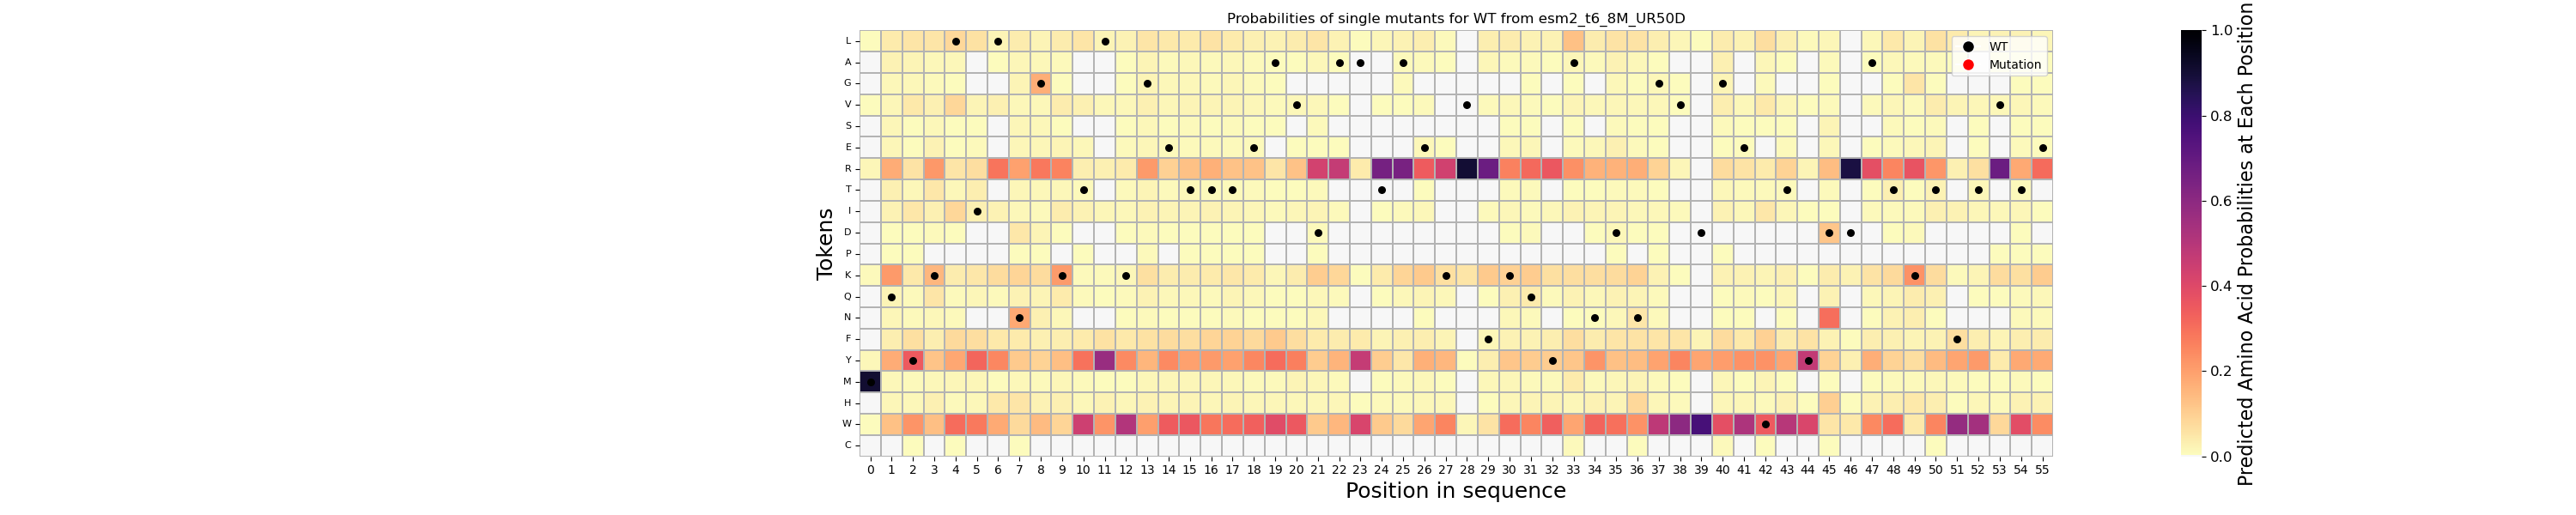 Probabilities of single mutants for WT from esm2_t6_8M_UR50D
Tokens
L
A
G
V
S
E
R
T
I
D
P
K
Q
N
F
Y
M
H
W
C
WT
Mutation
0 1 2 3 4 5 6 7 8 9 10 11 12 13 14 15 16 17 18 19 20 21 22 23 24 25 26 27 28 29 30 31 32 33 34 35 36 37 38 39 40 41 42 43 44 45 46 47 48 49 50 51 52 53 54 55
Position in sequence
1.0
0.8
0.6
0.4
0.2
0.0
Predicted Amino Acid Probabilities at Each Position